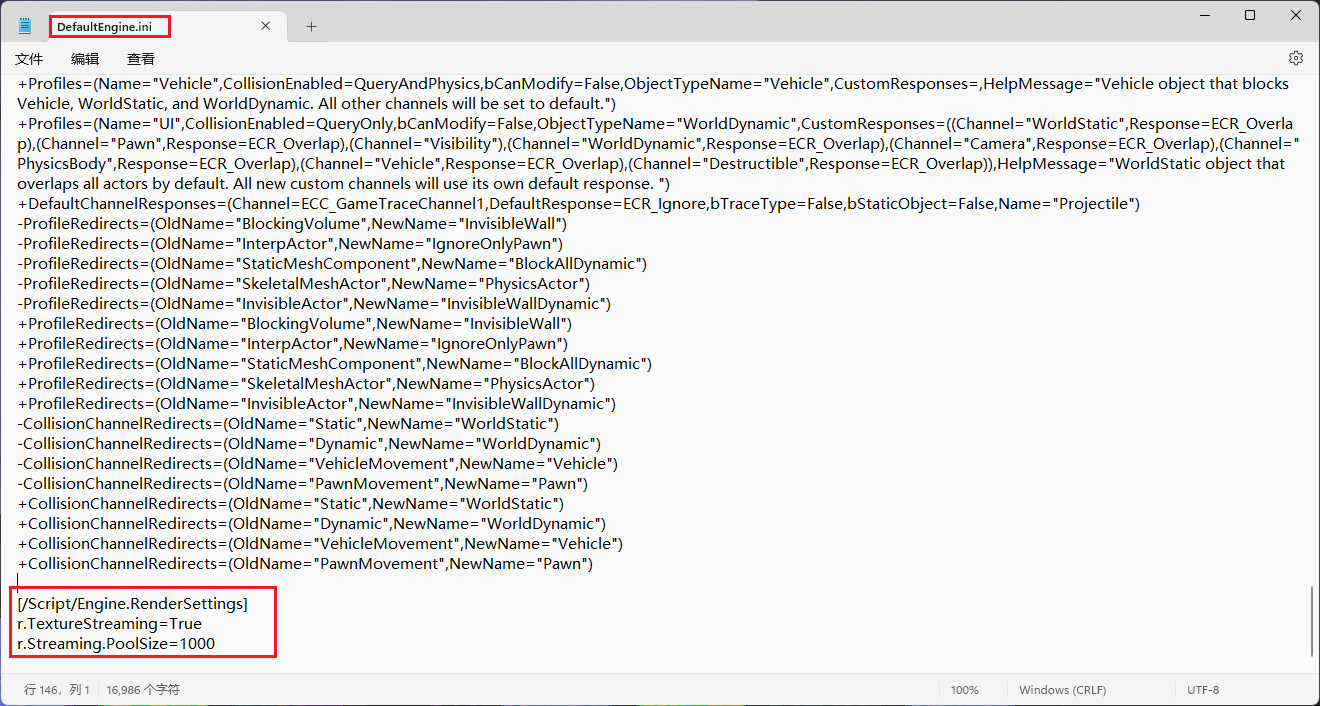 DefaultEngine.ini
文件 编辑 查看
+Profiles=(Name="Vehicle",CollisionEnabled=QueryAndPhysics,bCanModify=False,ObjectTypeName="Vehicle",CustomResponses=,HelpMessage="Vehicle object that blocks
Vehicle, WorldStatic, and WorldDynamic. All other channels will be set to default.")
+Profiles=(Name="UI",CollisionEnabled=QueryOnly,bCanModify=False,ObjectTypeName="WorldDynamic",CustomResponses=((Channel="WorldStatic",Response=ECR_Overla
p),(Channel="Pawn",Response=ECR_Overlap),(Channel="Visibility"),(Channel="WorldDynamic",Response=ECR_Overlap),(Channel="Camera",Response=ECR_Overlap),(Channel="
PhysicsBody",Response=ECR_Overlap),(Channel="Vehicle",Response=ECR_Overlap),(Channel="Destructible",Response=ECR_Overlap)),HelpMessage="WorldStatic object that
overlaps all actors by default. All new custom channels will use its own default response. ")
+DefaultChannelResponses=(Channel=ECC_GameTraceChannel1,DefaultResponse=ECR_Ignore,bTraceType=False,bStaticObject=False,Name="Projectile")
-ProfileRedirects=(OldName="BlockingVolume",NewName="InvisibleWall")
-ProfileRedirects=(OldName="InterpActor",NewName="IgnoreOnlyPawn")
-ProfileRedirects=(OldName="StaticMeshComponent",NewName="BlockAllDynamic")
-ProfileRedirects=(OldName="SkeletalMeshActor",NewName="PhysicsActor")
-ProfileRedirects=(OldName="InvisibleActor",NewName="InvisibleWallDynamic")
+ProfileRedirects=(OldName="BlockingVolume",NewName="InvisibleWall")
+ProfileRedirects=(OldName="InterpActor",NewName="IgnoreOnlyPawn")
+ProfileRedirects=(OldName="StaticMeshComponent",NewName="BlockAllDynamic")
+ProfileRedirects=(OldName="SkeletalMeshActor",NewName="PhysicsActor")
+ProfileRedirects=(OldName="InvisibleActor",NewName="InvisibleWallDynamic")
-CollisionChannelRedirects=(OldName="Static",NewName="WorldStatic")
-CollisionChannelRedirects=(OldName="Dynamic",NewName="WorldDynamic")
-CollisionChannelRedirects=(OldName="VehicleMovement",NewName="Vehicle")
-CollisionChannelRedirects=(OldName="PawnMovement",NewName="Pawn")
+CollisionChannelRedirects=(OldName="Static",NewName="WorldStatic")
+CollisionChannelRedirects=(OldName="Dynamic",NewName="WorldDynamic")
+CollisionChannelRedirects=(OldName="VehicleMovement",NewName="Vehicle")
+CollisionChannelRedirects=(OldName="PawnMovement",NewName="Pawn")
[/Script/Engine.RenderSettings]
r.TextureStreaming=True
r.Streaming.PoolSize=1000
行 146，列 1 16,986 个字符 100% Windows (CRLF) UTF-8